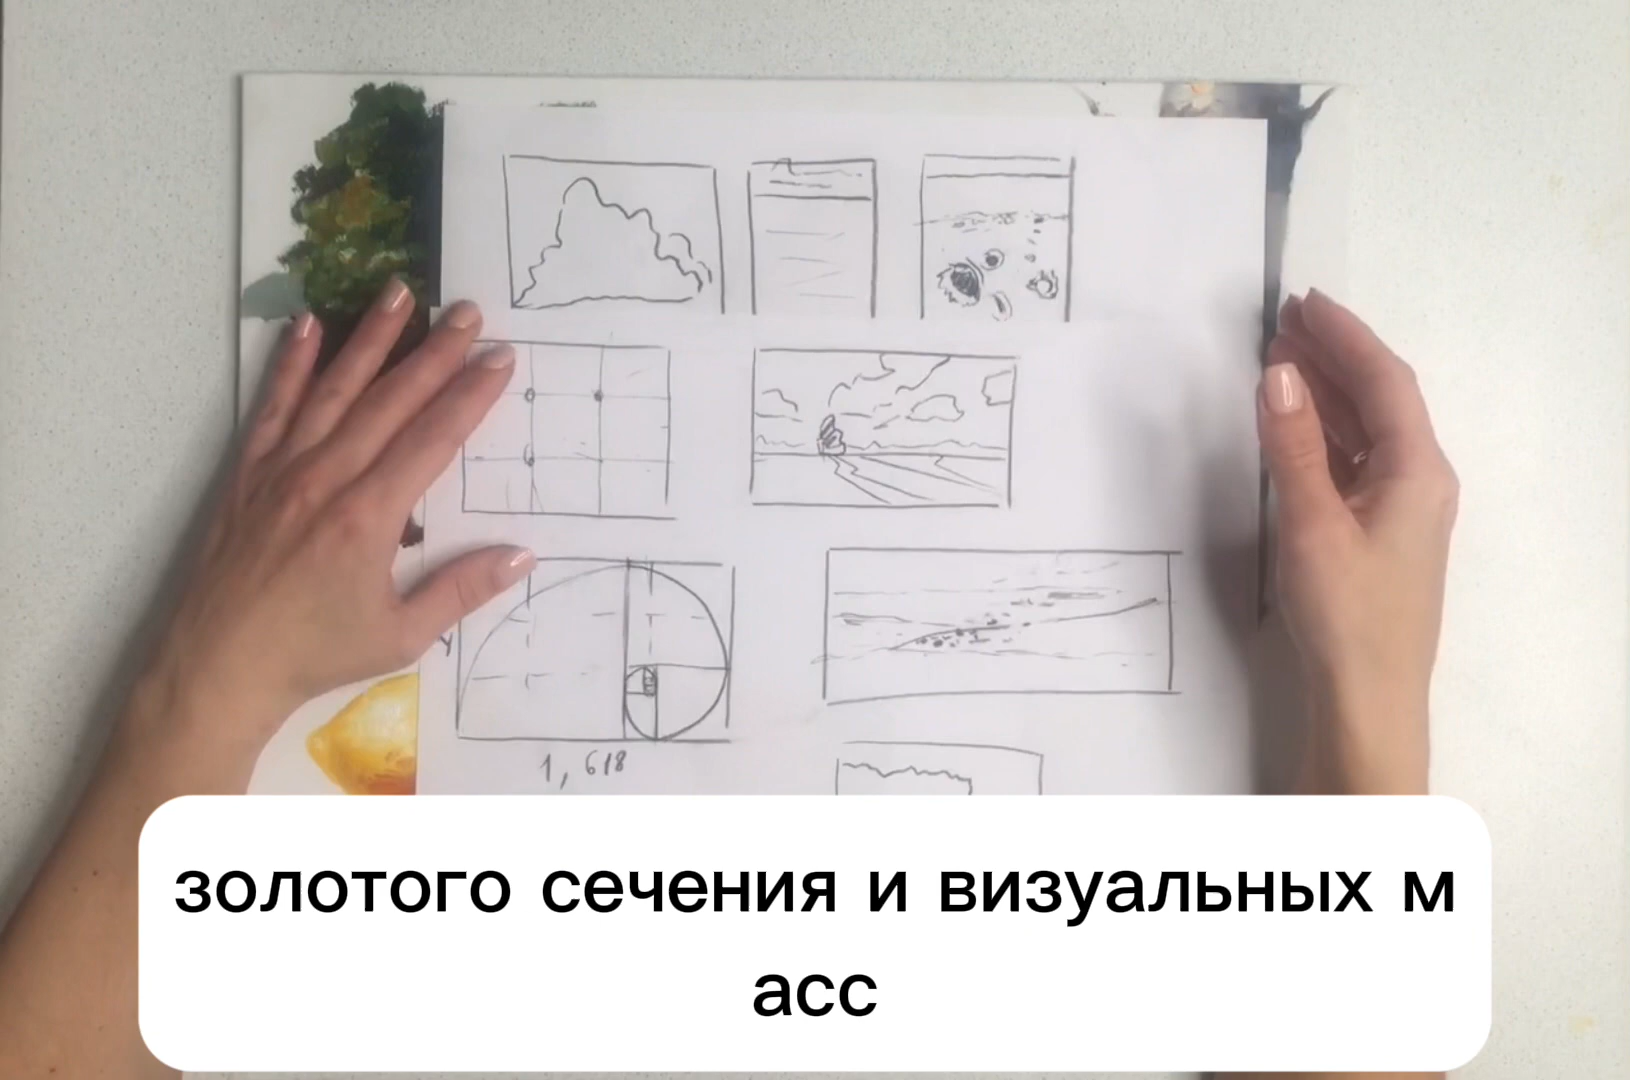 1,618
золотого сечения и визуальных м
асс